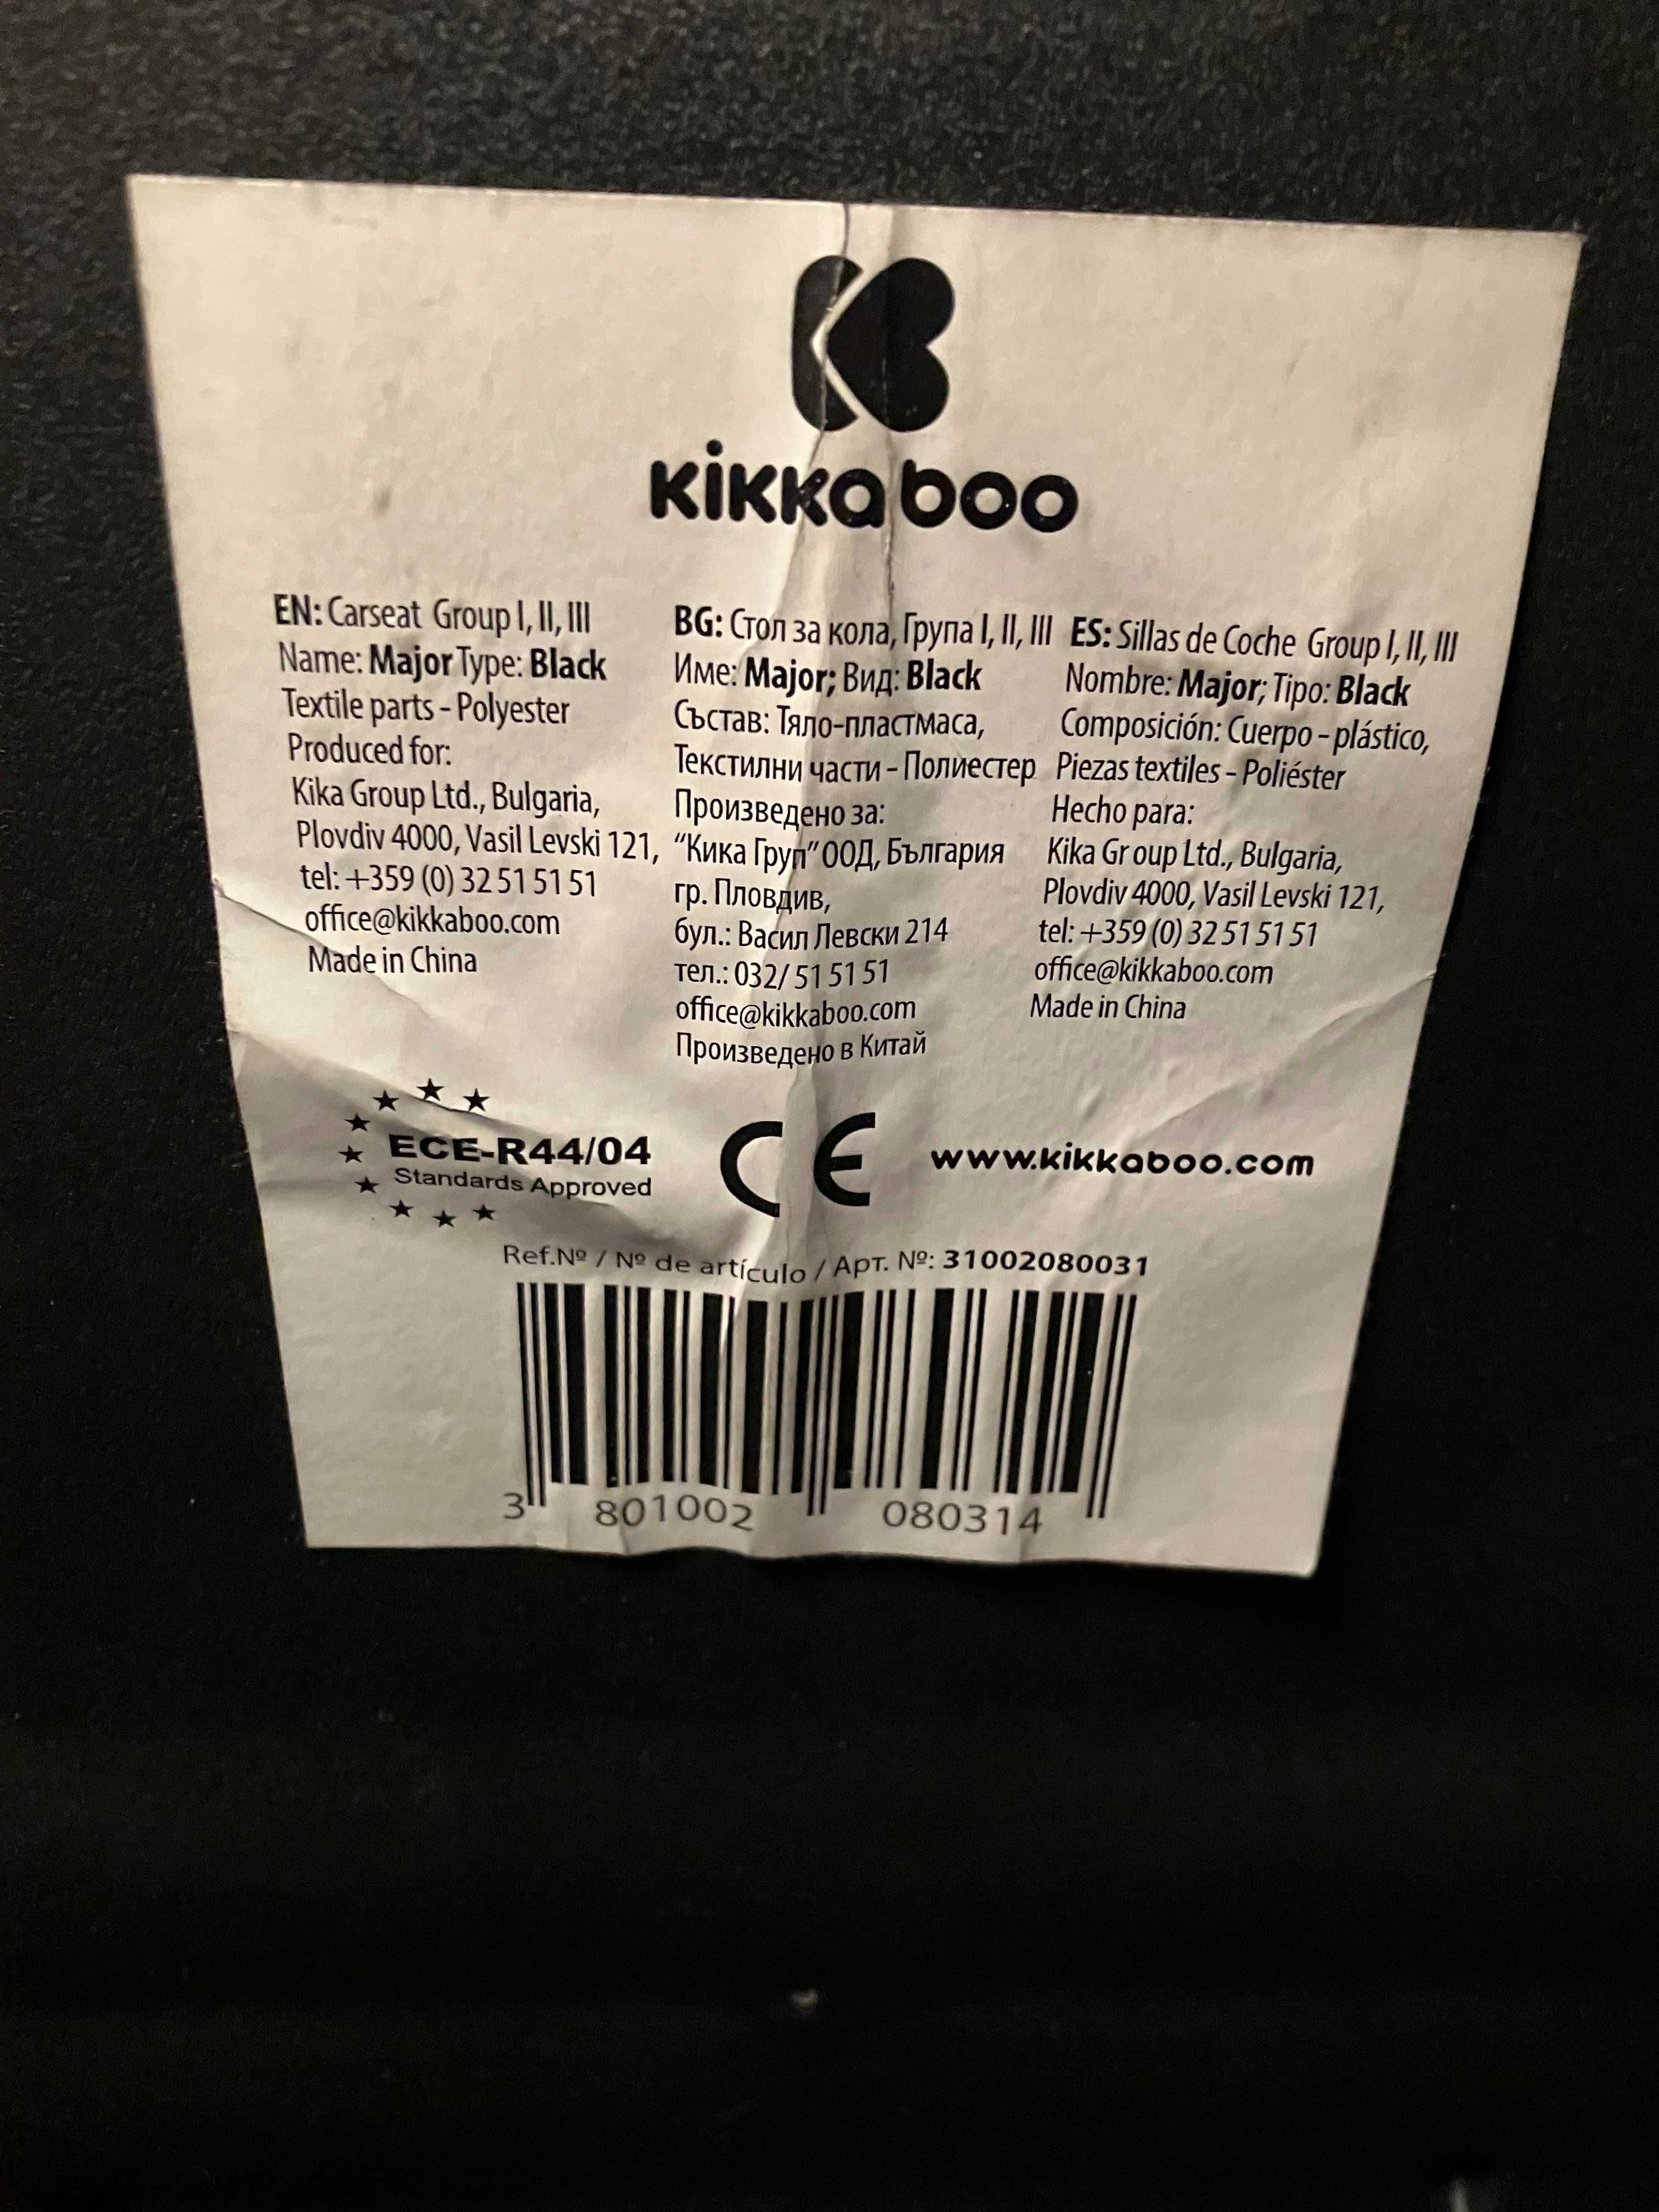 kikkaboo
EN: Carseat Group I, II, III
Name: Major Type: Black
Textile parts - Polyester
Produced for:
Kika Group Ltd., Bulgaria,
Plovdiv 4000, Vasil Levski 121,
tel: +359 (0) 32 51 51 51
office@kikkaboo.com
Made in China
BG: Стол за кола, Група I, II, III
Име: Major; Вид: Black
Състав: Тяло-пластмаса,
Текстилни части - Полиестер
Произведено за:
"Кика Груп" ООД, България
гр. Пловдив,
бул.: Васил Левски 214
тел.: 032/ 51 51 51
office@kikkaboo.com
Произведено в Китай
ES: Sillas de Coche Group I, II, III
Nombre: Major; Tipo: Black
Composición: Cuerpo - plástico,
Piezas textiles - Poliéster
Hecho para:
Kika Gr oup Ltd., Bulgaria,
Plovdiv 4000, Vasil Levski 121,
tel: +359 (0) 32 51 51 51
office@kikkaboo.com
Made in China
ECE-R44/04
Standards Approved
CE
www.kikkaboo.com
Ref.Nº / Nº de artículo / Арт. Nº: 31002080031
3 801002 080314